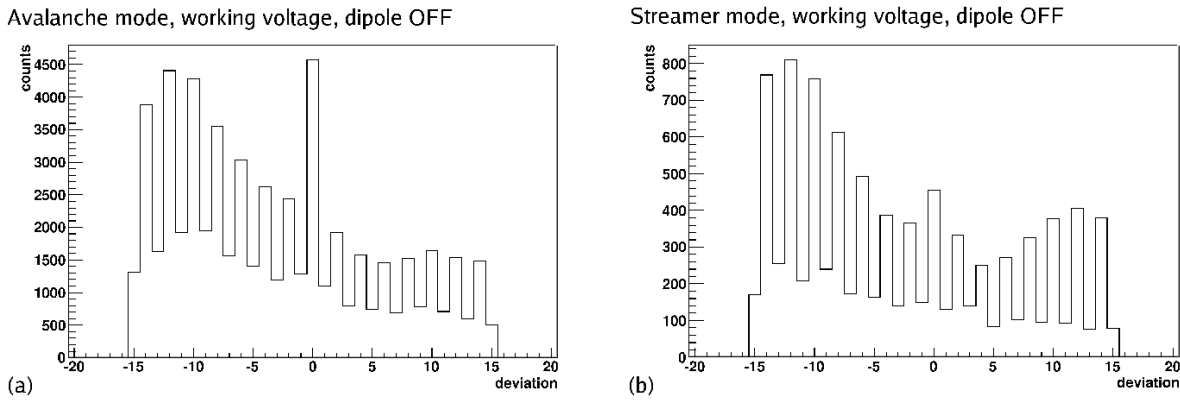 Avalanche mode, working voltage, dipole OFF
counts
4500
4000
3500
3000
2500
2000
1500
1000
500
0
-20 -15 -10 -5 0 5 10 15 20
deviation
(a)
Streamer mode, working voltage, dipole OFF
counts
800
700
600
500
400
300
200
100
0
-20 -15 -10 -5 0 5 10 15 20
deviation
(b)